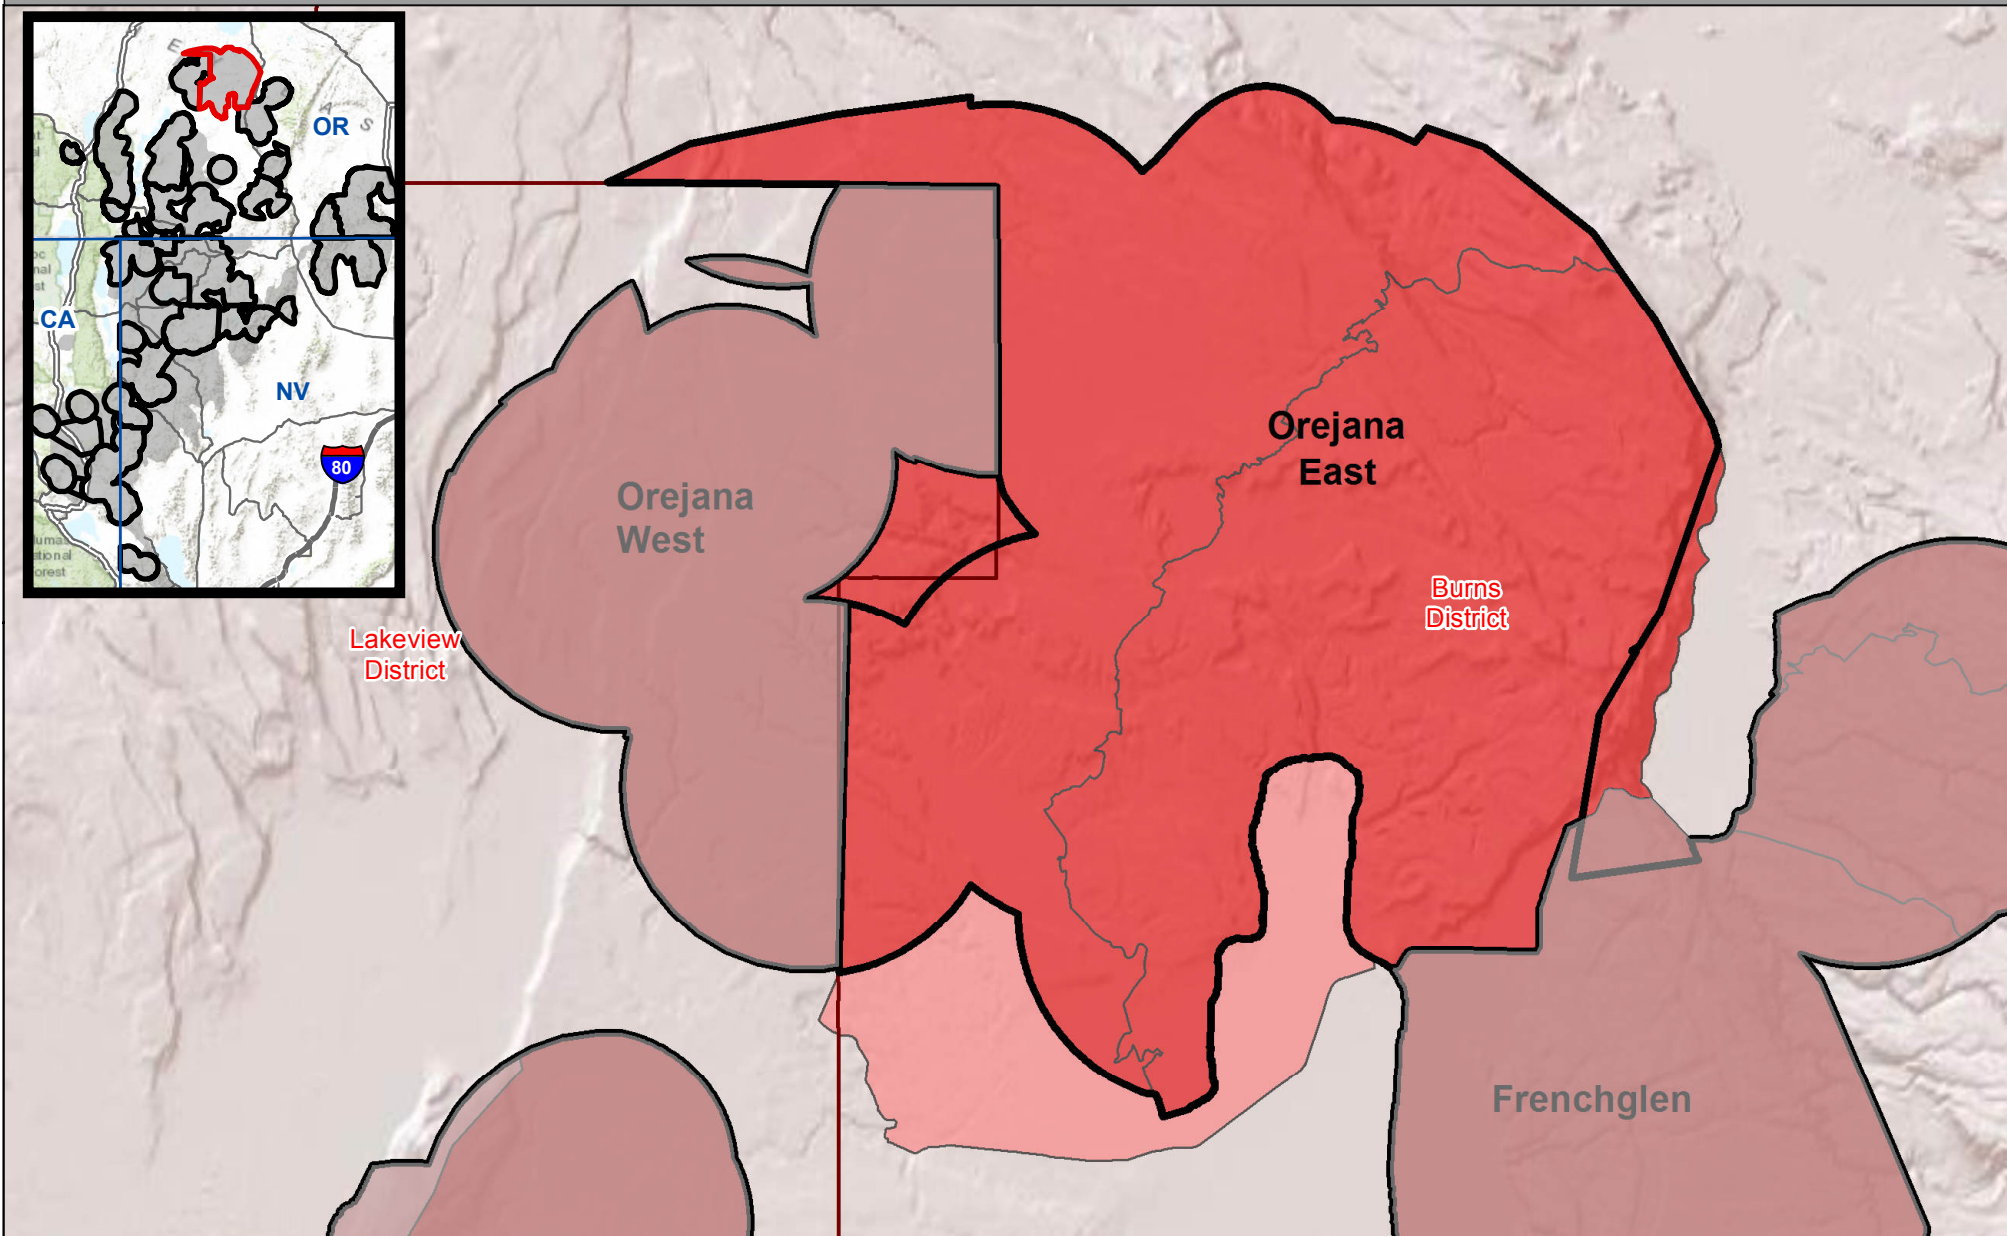 E
A
S
OR
CA
NV
80
Orejana
West
Orejana
East
Burns
District
Lakeview
District
Frenchglen